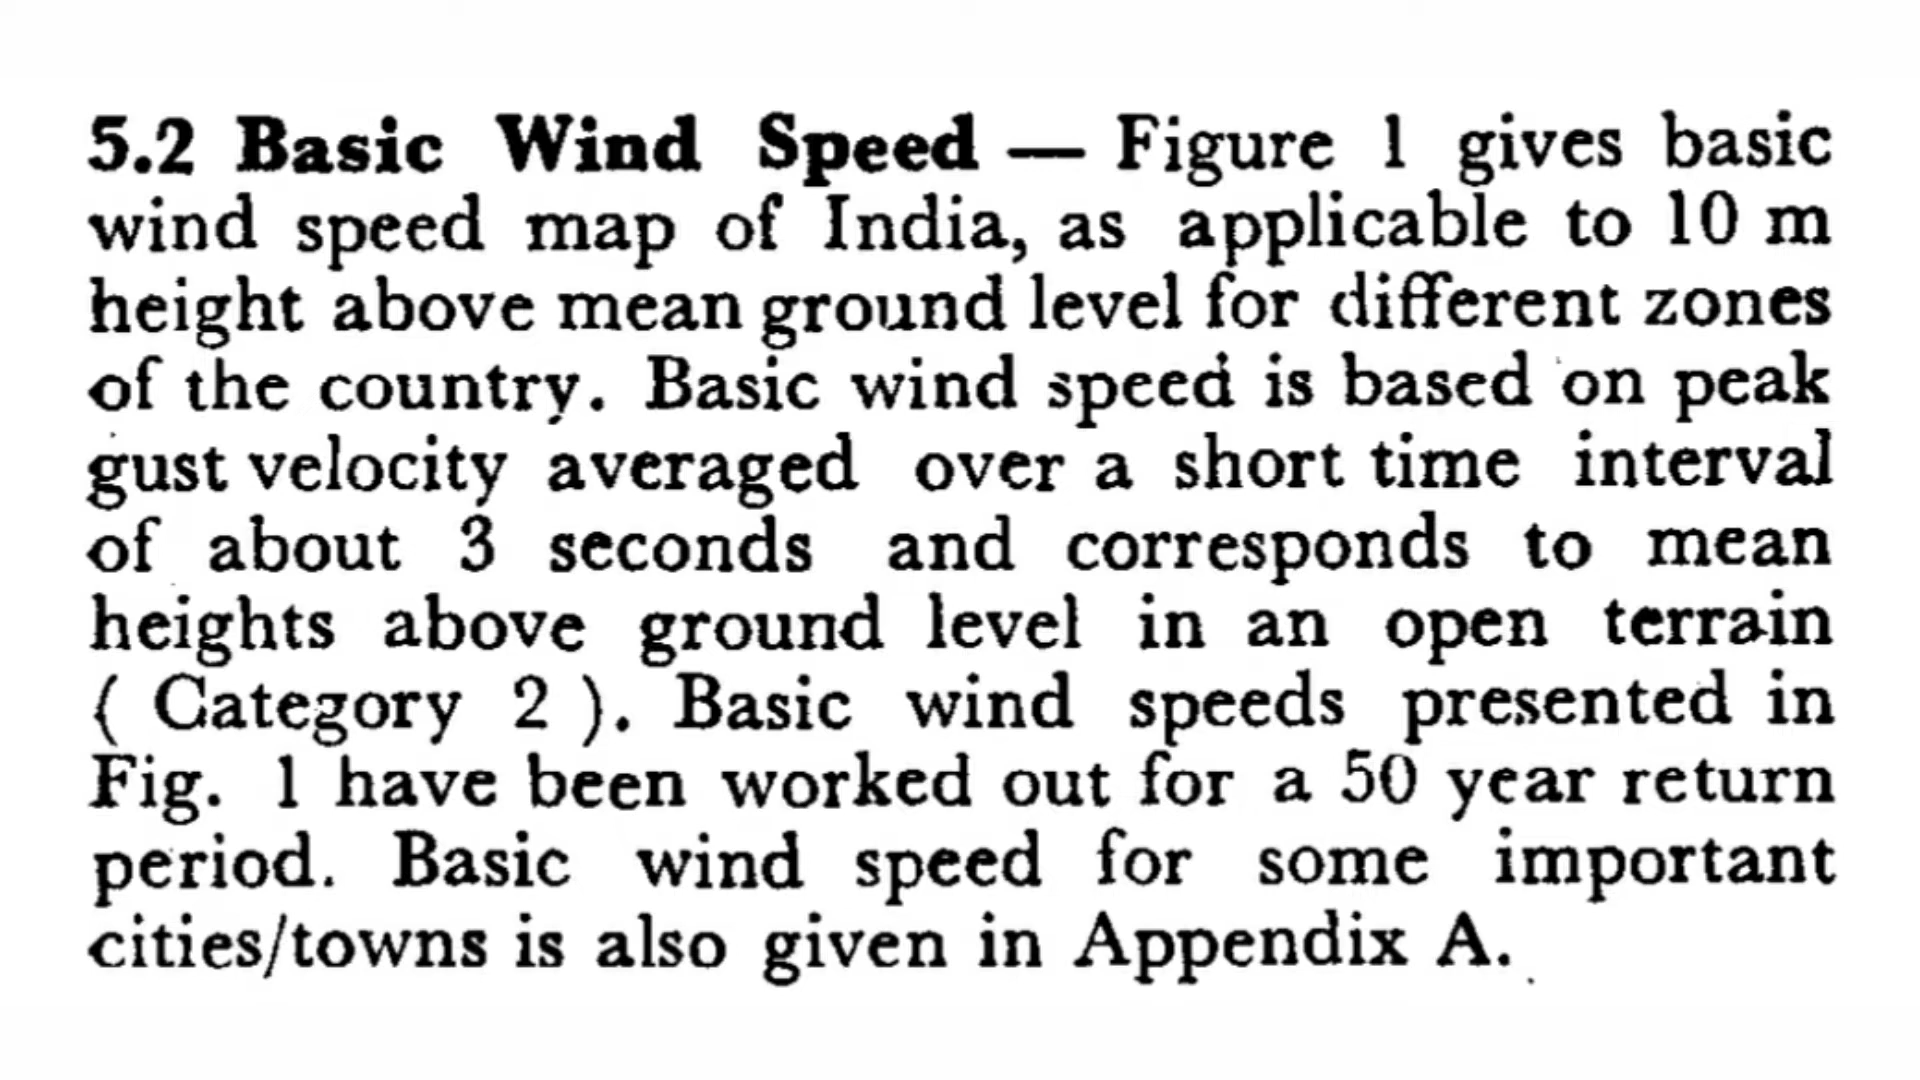 5.2 Basic Wind Speed — Figure 1 gives basic
wind speed map of India, as applicable to 10 m
height above mean ground level for different zones
of the country. Basic wind speed is based on peak
gust velocity averaged over a short time interval
of about 3 seconds and corresponds to mean
heights above ground level in an open terrain
( Category 2 ). Basic wind speeds presented in
Fig. 1 have been worked out for a 50 year return
period. Basic wind speed for some important
cities/towns is also given in Appendix A.